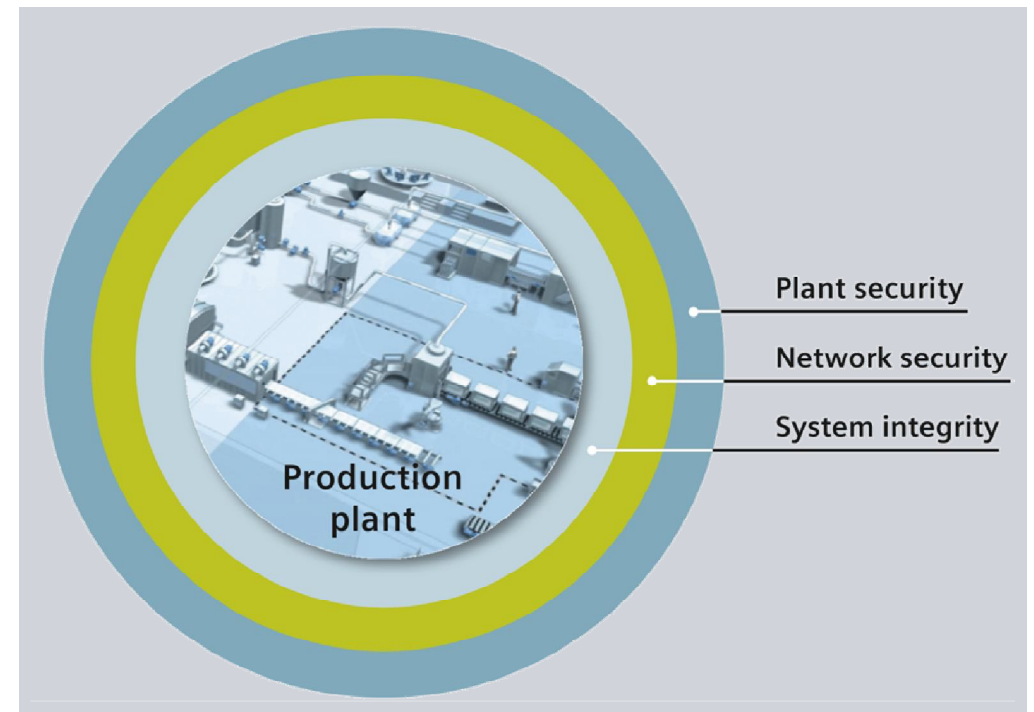 Plant security
Network security
System integrity
Production
plant